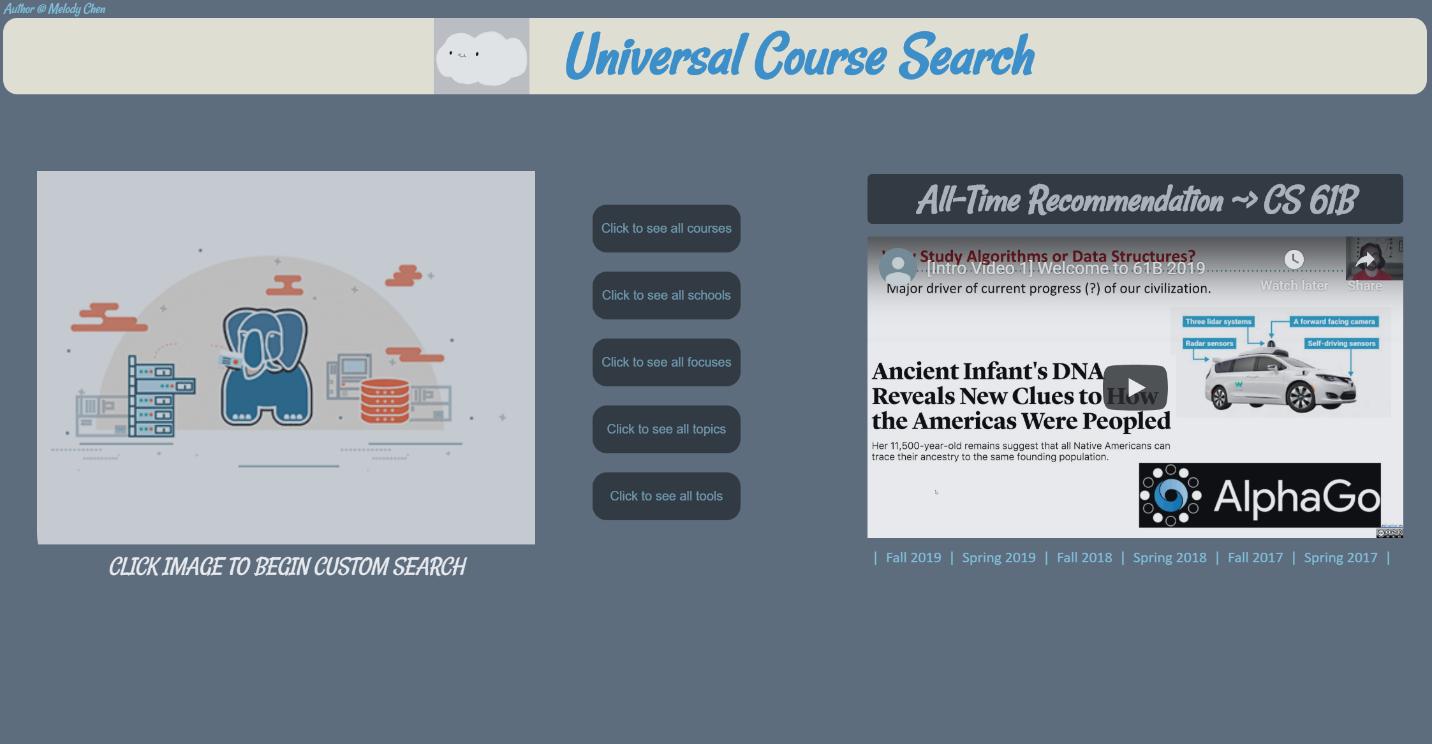 Author @ Melody Chen
Universal Course Search
CLICK IMAGE TO BEGIN CUSTOM SEARCH
Click to see all courses
Click to see all schools
Click to see all focuses
Click to see all topics
Click to see all tools
All-Time Recommendation ~> CS 61B
Study Algorithms or Data Structures?
[Intro Video 1] Welcome to 61B 2019
Watch later
Share
Major driver of current progress (?) of our civilization.
Three lidar systems
A forward facing camera
Radar sensors
Self-driving sensors
Ancient Infant's DNA
Reveals New Clues to How
the Americas Were Peopled
Her 11,500-year-old remains suggest that all Native Americans can
trace their ancestry to the same founding population.
AlphaGo
| Fall 2019 | Spring 2019 | Fall 2018 | Spring 2018 | Fall 2017 | Spring 2017 |